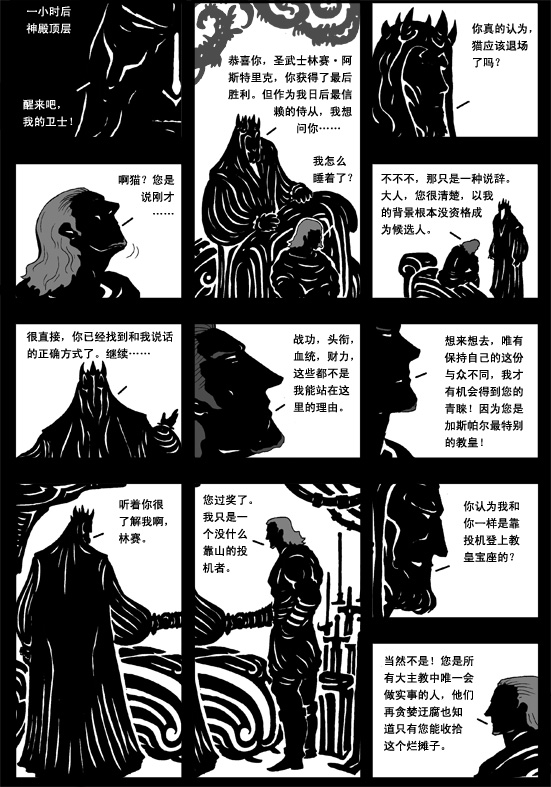 一小时后
神殿顶层
醒来吧，
我的卫士！
恭喜你，圣武士林赛·阿
斯特里克，你获得了最后
胜利。但作为我日后最信
赖的侍从，我想
问你……
我怎么
睡着了？
你真的认为，
猫应该退场
了吗？
啊猫？您是
说刚才
……
不不不，那只是一种说辞。
大人，您很清楚，以我
的背景根本没资格成
为候选人。
很直接，你已经找到和我说话
的正确方式了。继续……
战功，头衔，
血统，财力，
这些都不是
我能站在这
里的理由。
想来想去，唯有
保持自己的这份
与众不同，我才
有机会得到您的
青睐！因为您是
加斯帕尔最特别
的教皇！
听着你很
了解我啊，
林赛。
您过奖了。
我只是一
个没什么
靠山的投
机者。
你认为我和
你一样是靠
投机登上教
皇宝座的？
当然不是！您是所
有大主教中唯一会
做实事的人，他们
再贪婪迂腐也知
道只有您能收拾
这个烂摊子。